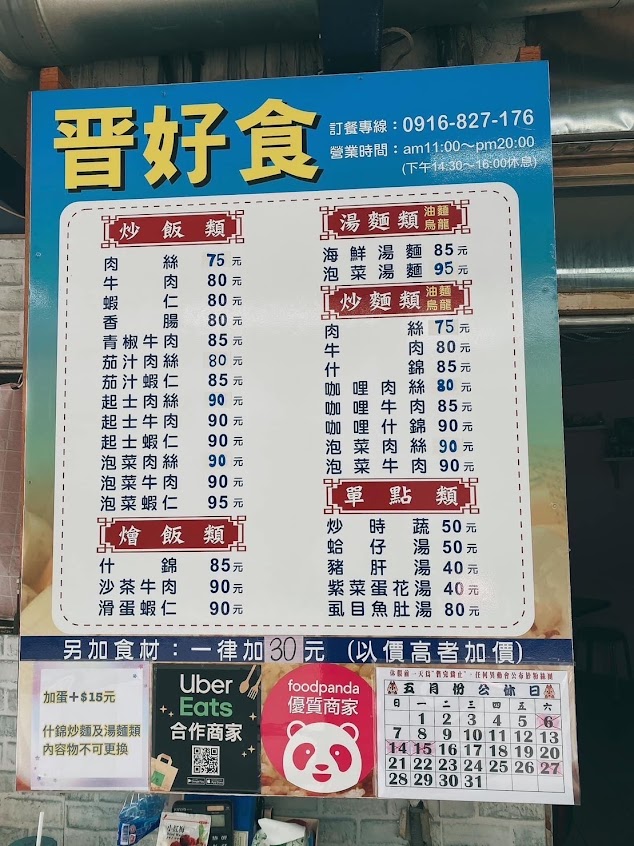 晋好食
訂餐專線：0916-827-176
營業時間：am11:00～pm20:00
(下午14:30～16:00休息)
炒飯類
肉絲 75元
牛肉 80元
蝦仁 80元
香腸 80元
青椒牛肉 85元
茄汁肉絲 80元
茄汁蝦仁 85元
起士肉絲 90元
起士牛肉 90元
起士蝦仁 90元
泡菜肉絲 90元
泡菜牛肉 90元
泡菜蝦仁 95元
燴飯類
什錦 85元
沙茶牛肉 90元
滑蛋蝦仁 90元
湯麵類 油麵 烏龍
海鮮湯麵 85元
泡菜湯麵 95元
炒麵類 油麵 烏龍
肉絲 75元
牛肉 80元
什錦 85元
咖哩肉絲 80元
咖哩牛肉 85元
咖哩什錦 90元
泡菜肉絲 90元
泡菜牛肉 90元
單點類
炒時蔬 50元
蛤仔湯 50元
豬肝湯 40元
紫菜蛋花湯 40元
虱目魚肚湯 80元
另加食材：一律加30元 (以價高者加價)
加蛋+$15元
什錦炒麵及湯麵類
內容物不可更換
Uber
Eats
合作商家
foodpanda
優質商家
五月份公休日
日 一 二 三 四 五 六
1 2 3 4 5 6
7 8 9 10 11 12 13
14 15 16 17 18 19 20
21 22 23 24 25 26 27
28 29 30 31